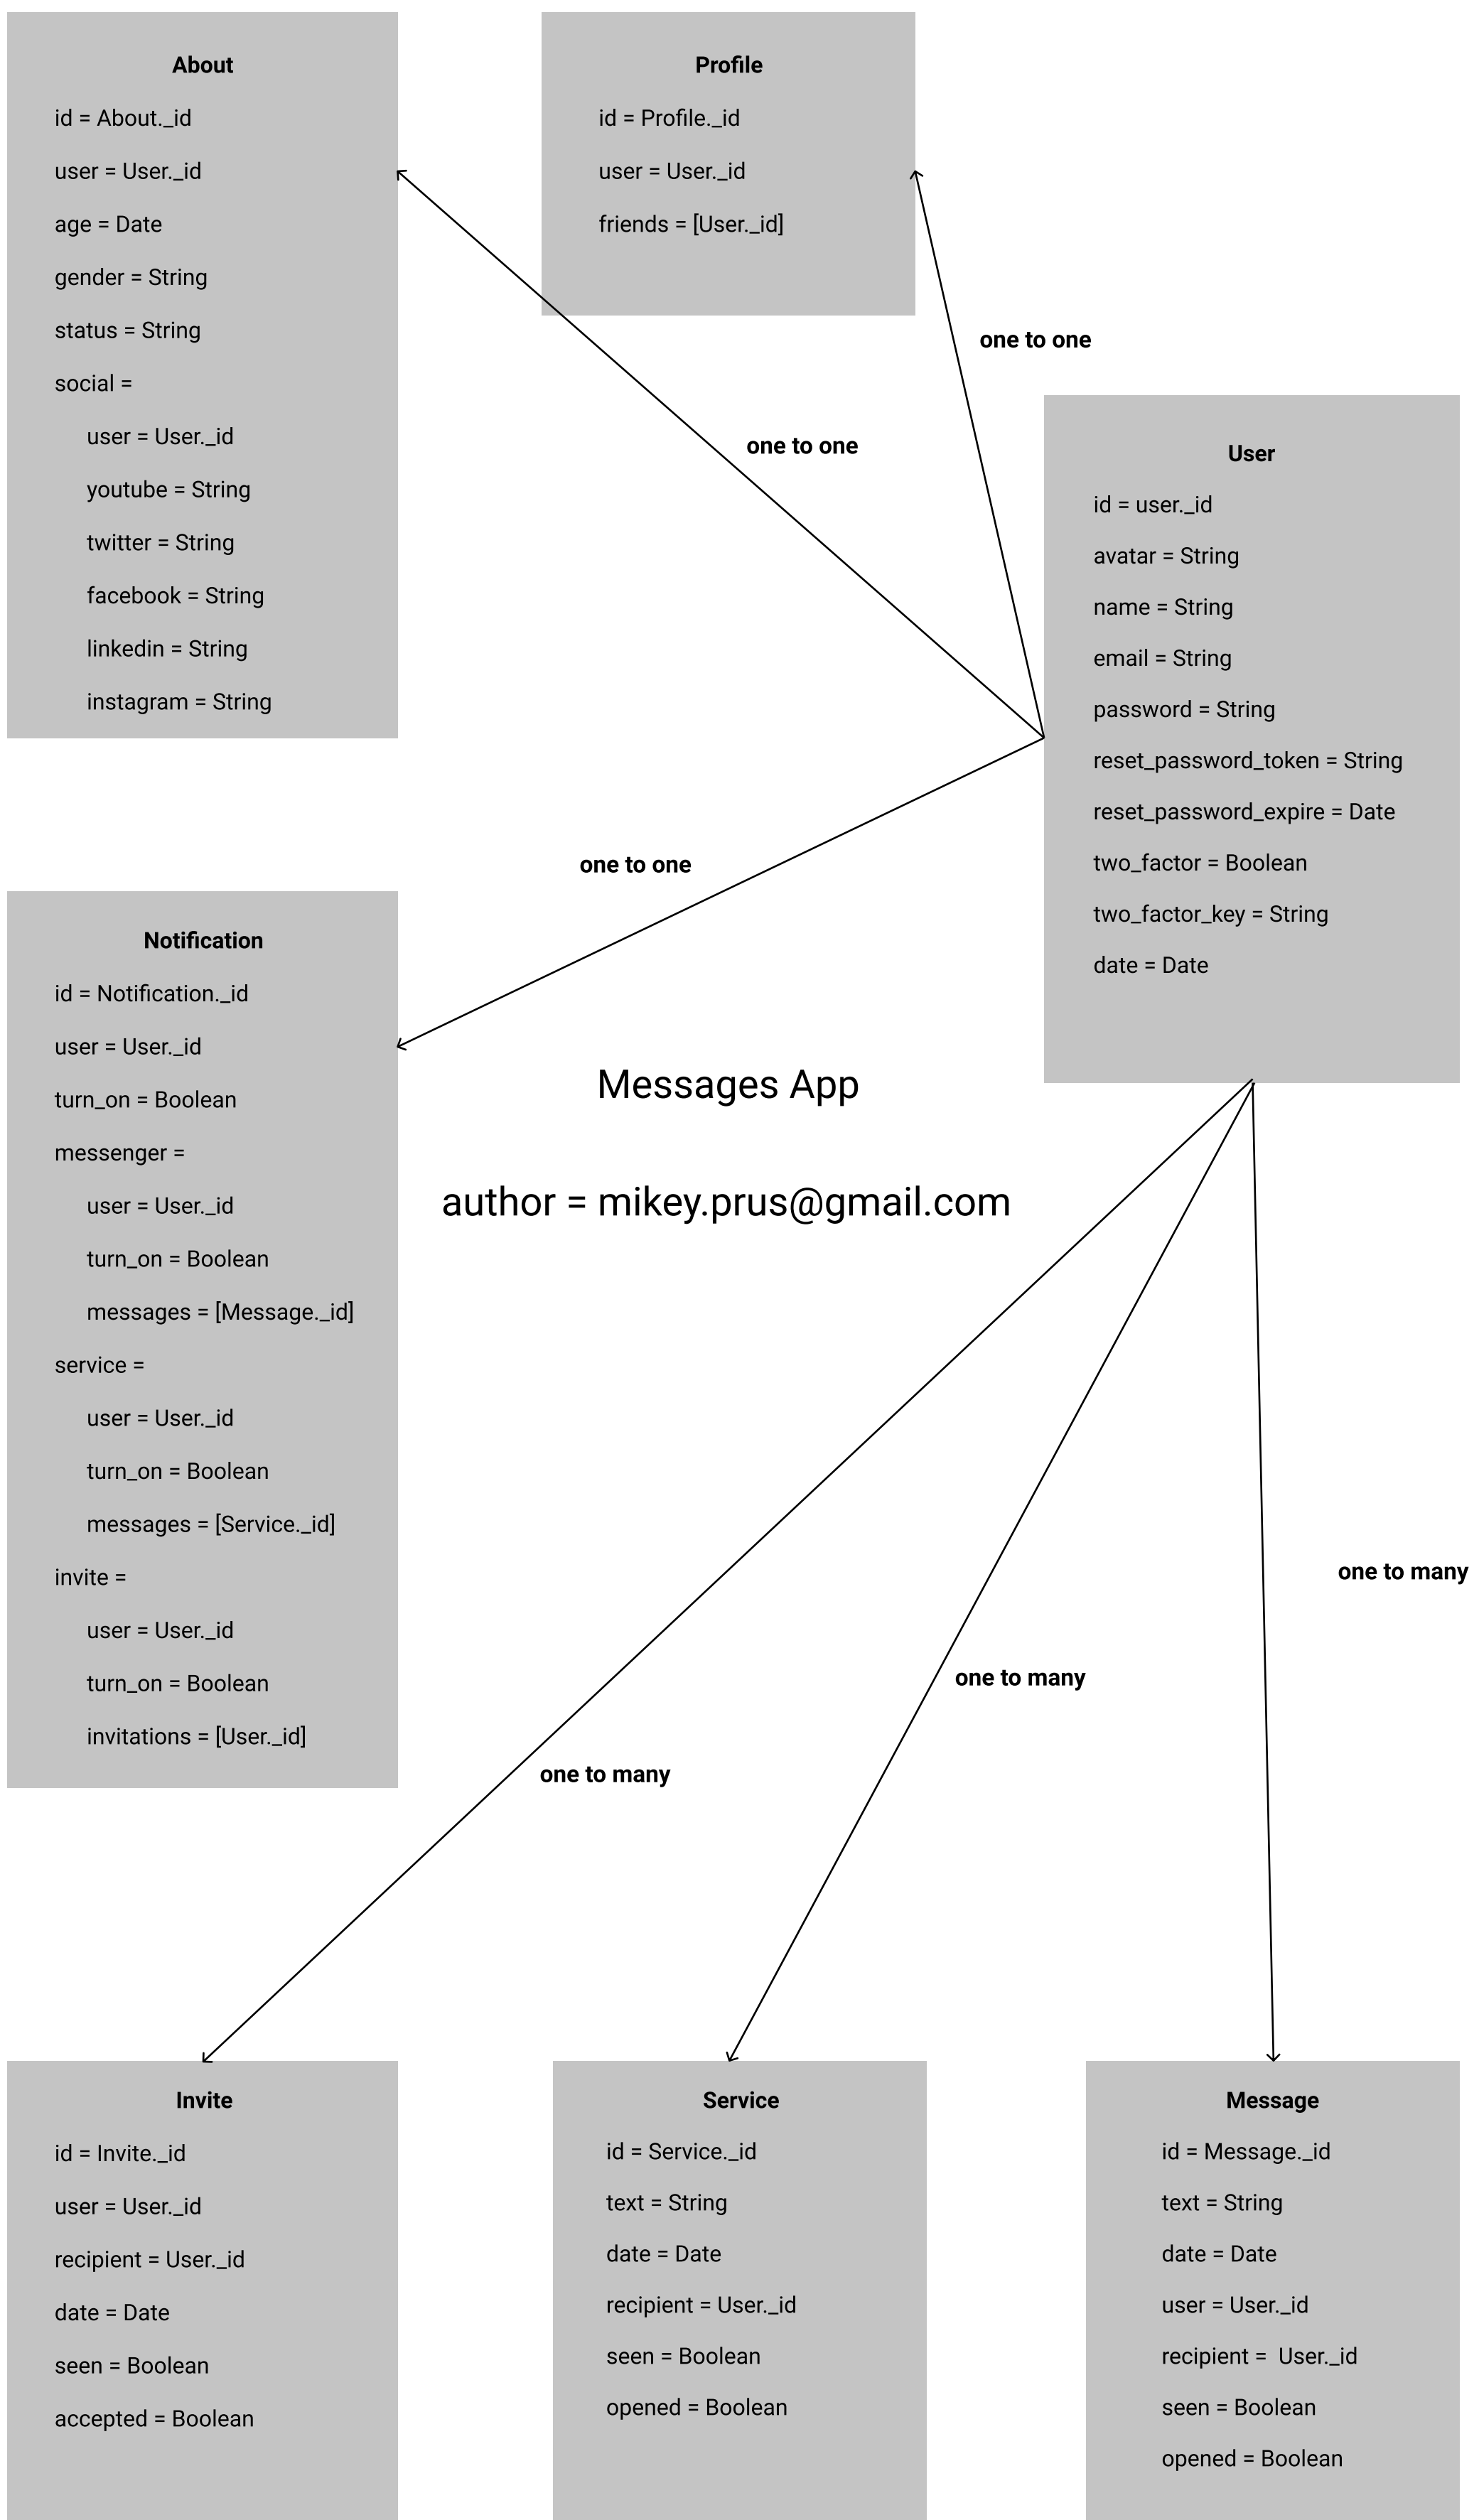 About
id = About._id
user = User._id
age = Date
gender = String
status = String
social =
user = User._id
youtube = String
twitter = String
facebook = String
linkedin = String
instagram = String
Profile
id = Profile._id
user = User._id
friends = [User._id]
one to one
one to one
User
id = user._id
avatar = String
name = String
email = String
password = String
reset_password_token = String
reset_password_expire = Date
two_factor = Boolean
two_factor_key = String
date = Date
one to one
Notification
id = Notification._id
user = User._id
turn_on = Boolean
messenger =
user = User._id
turn_on = Boolean
messages = [Message._id]
service =
user = User._id
turn_on = Boolean
messages = [Service._id]
invite =
user = User._id
turn_on = Boolean
invitations = [User._id]
Messages App
author = mikey.prus@gmail.com
one to many
one to many
one to many
Invite
id = Invite._id
user = User._id
recipient = User._id
date = Date
seen = Boolean
accepted = Boolean
Service
id = Service._id
text = String
date = Date
recipient = User._id
seen = Boolean
opened = Boolean
Message
id = Message._id
text = String
date = Date
user = User._id
recipient =  User._id
seen = Boolean
opened = Boolean